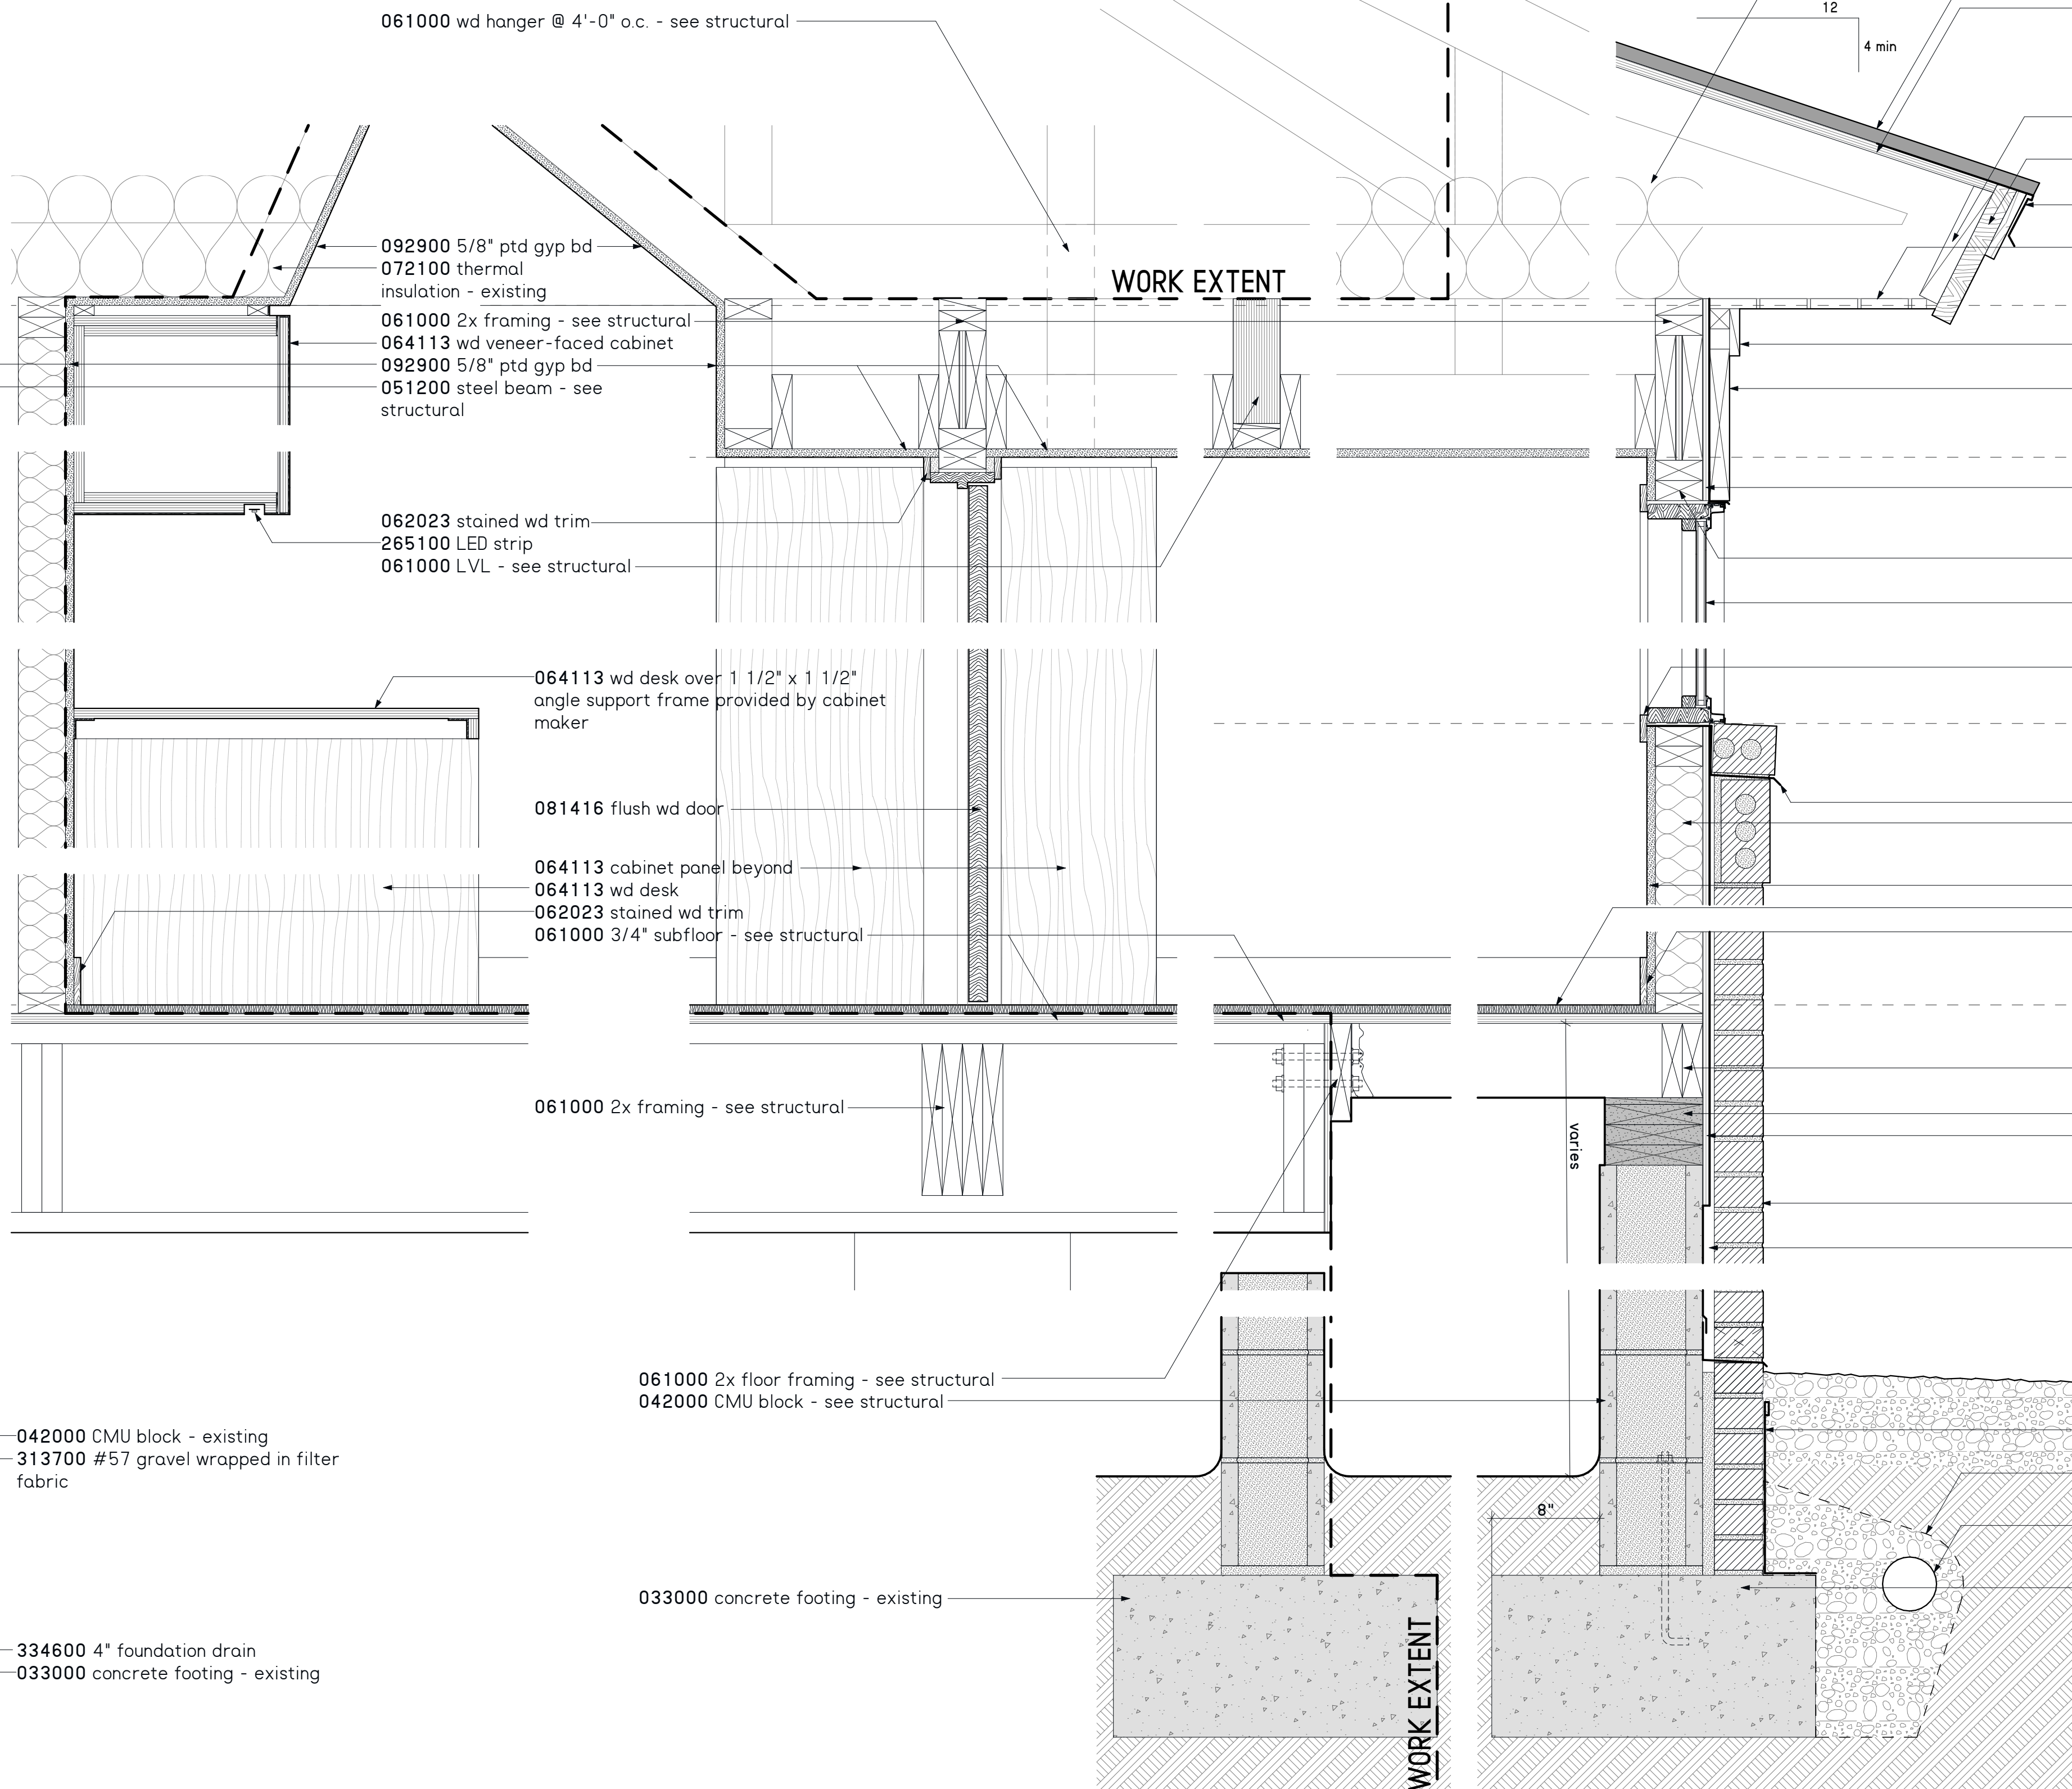 061000 wd hanger @ 4'-0" o.c. - see structural
12
4 min
092900 5/8" ptd gyp bd
072100 thermal
insulation - existing
WORK EXTENT
061000 2x framing - see structural
064113 wd veneer-faced cabinet
092900 5/8" ptd gyp bd
051200 steel beam - see
structural
062023 stained wd trim
265100 LED strip
061000 LVL - see structural
064113 wd desk over 1 1/2" x 1 1/2"
angle support frame provided by cabinet
maker
081416 flush wd door
064113 cabinet panel beyond
064113 wd desk
062023 stained wd trim
061000 3/4" subfloor - see structural
061000 2x framing - see structural
varies
061000 2x floor framing - see structural
042000 CMU block - see structural
042000 CMU block - existing
313700 #57 gravel wrapped in filter
fabric
8"
033000 concrete footing - existing
WORK EXTENT
334600 4" foundation drain
033000 concrete footing - existing